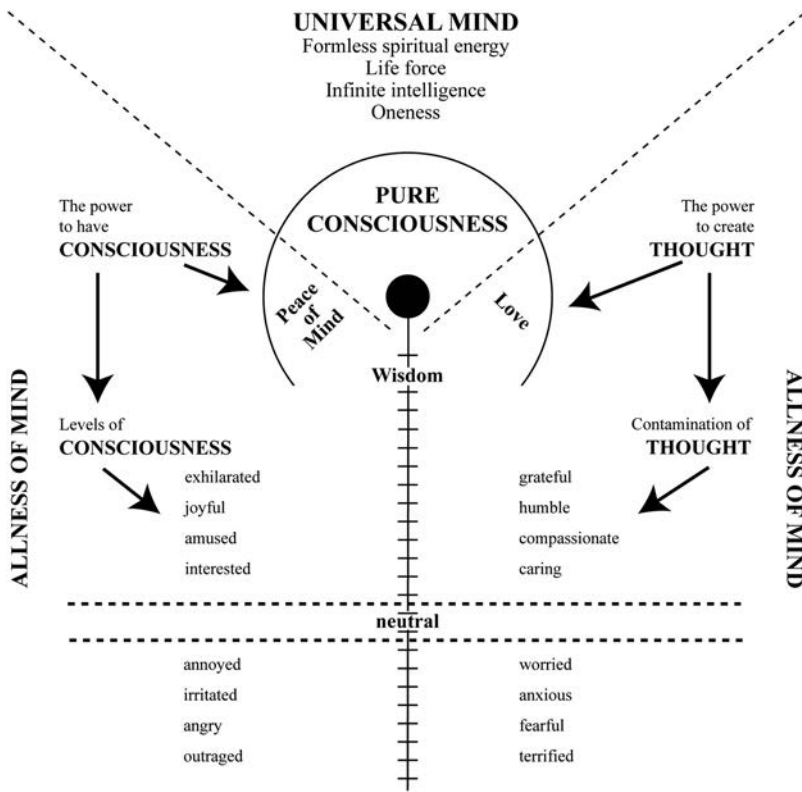 UNIVERSAL MIND
Formless spiritual energy
Life force
Infinite intelligence
Oneness
PURE
CONSCIOUSNESS
The power
to have
CONSCIOUSNESS
The power
to create
THOUGHT
Peace
of
Mind
Love
Wisdom
ALLNESS OF MIND
ALLNESS OF MIND
Levels of
CONSCIOUSNESS
Contamination of
THOUGHT
exhilarated
joyful
amused
interested
grateful
humble
compassionate
caring
neutral
annoyed
irritated
angry
outraged
worried
anxious
fearful
terrified